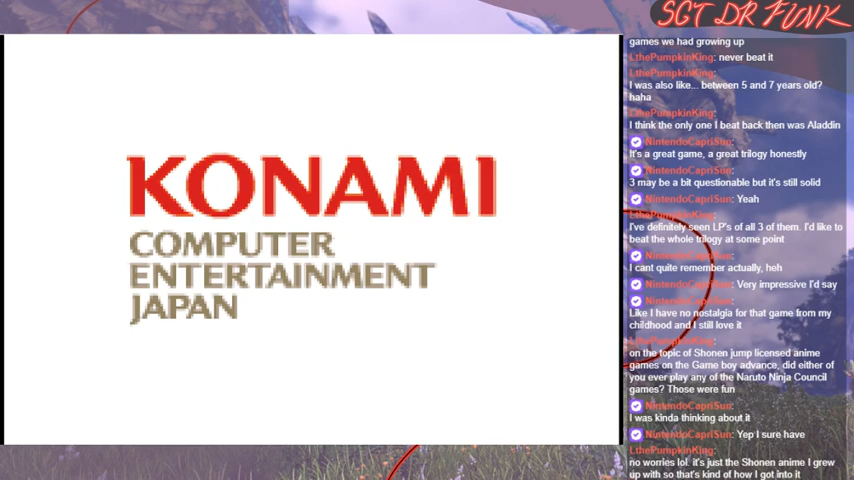 SGT DR FUNK
KONAMI
COMPUTER
ENTERTAINMENT
JAPAN
games we had growing up
LthePumpkinKing: never beat it
LthePumpkinKing:
I was also like... between 5 and 7 years old?
haha
LthePumpkinKing:
I think the only one I beat back then was Aladdin
NintendoCapriSun:
It's a great game, a great trilogy honestly
NintendoCapriSun:
3 may be a bit questionable but it's still solid
NintendoCapriSun: Yeah
LthePumpkinKing:
I've definitely seen LP's of all 3 of them. I'd like to
beat the whole trilogy at some point
NintendoCapriSun:
I cant quite remember actually, heh
NintendoCapriSun: Very impressive I'd say
NintendoCapriSun:
Like I have no nostalgia for that game from my
childhood and I still love it
LthePumpkinKing:
on the topic of Shonen jump licensed anime
games on the Game boy advance, did either of
you ever play any of the Naruto Ninja Council
games? Those were fun
NintendoCapriSun:
I was kinda thinking about it
NintendoCapriSun: Yep I sure have
LthePumpkinKing:
no worries lol. it's just the Shonen anime I grew
up with so that's kind of how I got into it